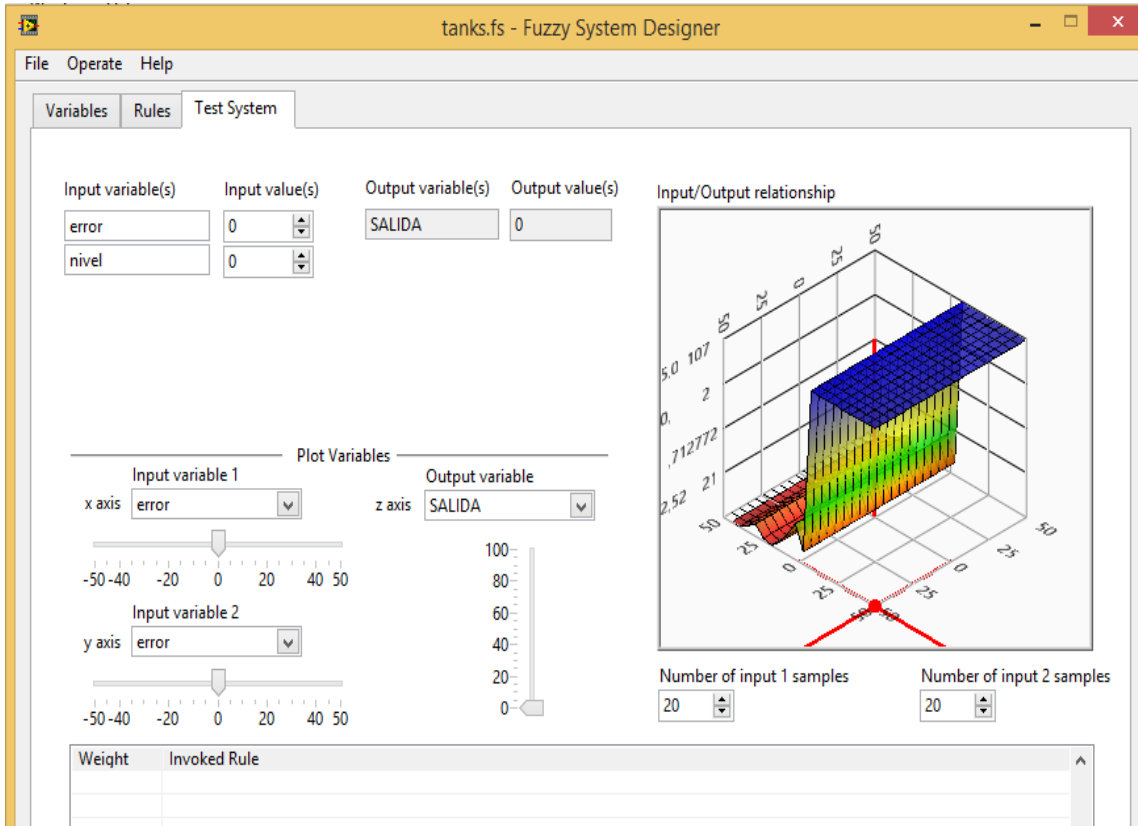 tanks.fs - Fuzzy System Designer
File Operate Help
Variables Rules Test System
Input variable(s) Input value(s) Output variable(s) Output value(s) Input/Output relationship
error 0 SALIDA 0
nivel 0
50
25
0
25
50
5.0 107
2
0,
,712772
2,52 21
50 50
25 25
0 0
25 25
Plot Variables
Input variable 1 Output variable
x axis error z axis SALIDA
-50 -40 -20 0 20 40 50
100
80
60
40
20
0
Input variable 2
y axis error
-50 -40 -20 0 20 40 50
Number of input 1 samples Number of input 2 samples
20 20
Weight Invoked Rule